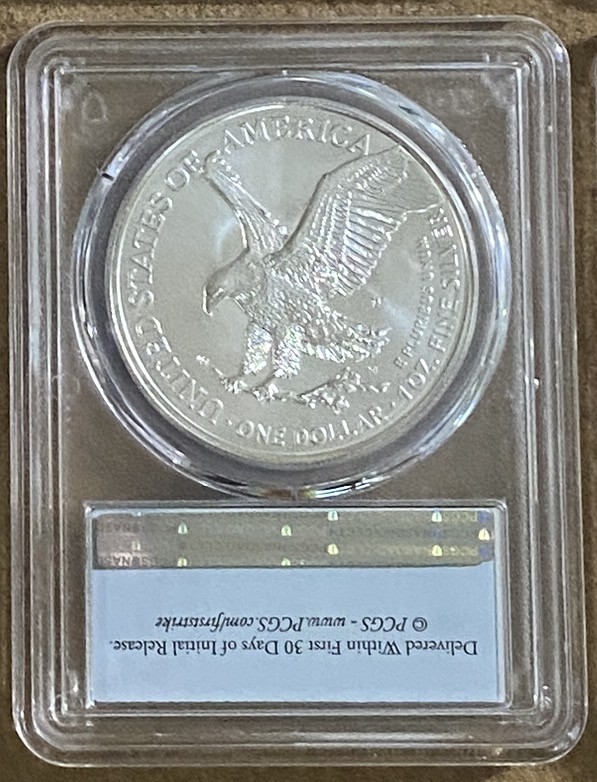 UNITED STATES OF AMERICA
E PLURIBUS UNUM
1 OZ. FINE SILVER
• ONE DOLLAR •
Delivered Within First 30 Days of Initial Release.
© PCGS - www.PCGS.com/firststrike